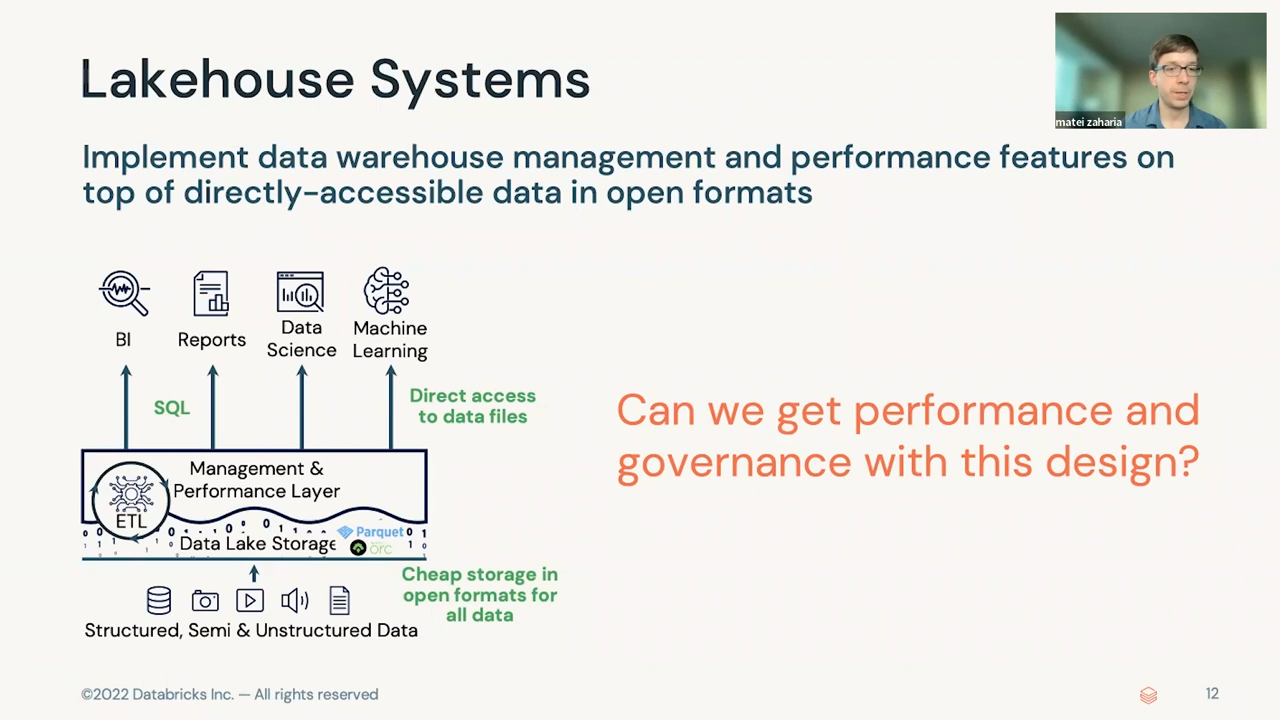 Lakehouse Systems
matei zaharia
Implement data warehouse management and performance features on
top of directly-accessible data in open formats
BI
Reports
Data
Science
Machine
Learning
SQL
Direct access
to data files
Can we get performance and
governance with this design?
Management &
Performance Layer
ETL
Data Lake Storage
Parquet
orc
Cheap storage in
open formats for
all data
Structured, Semi & Unstructured Data
©2022 Databricks Inc. — All rights reserved
12